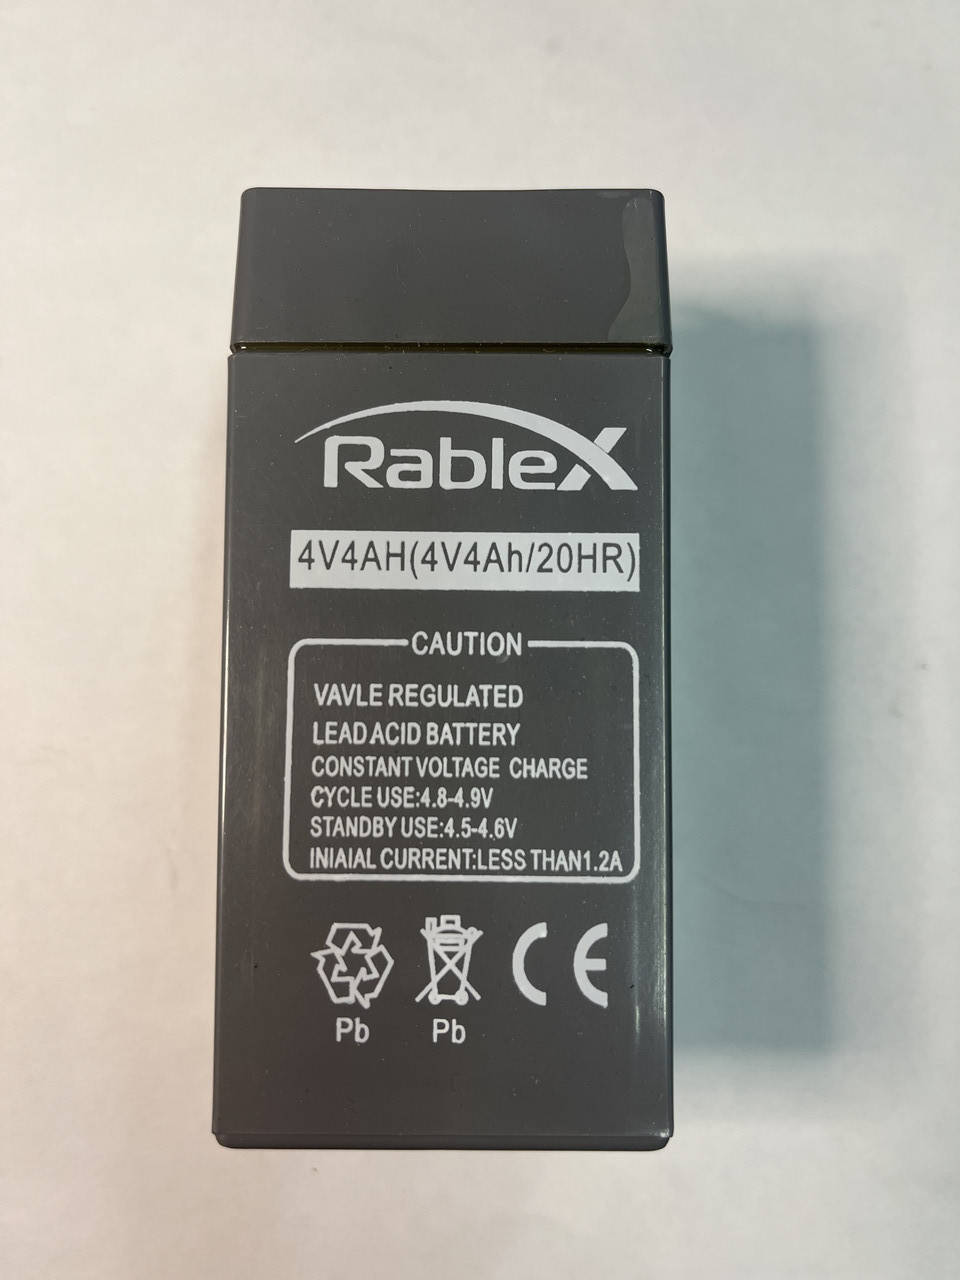 RableX
4V4AH(4V4Ah/20HR)
CAUTION
VAVLE REGULATED
LEAD ACID BATTERY
CONSTANT VOLTAGE CHARGE
CYCLE USE:4.8-4.9V
STANDBY USE:4.5-4.6V
INIAIAL CURRENT:LESS THAN1.2A
CE
Pb Pb